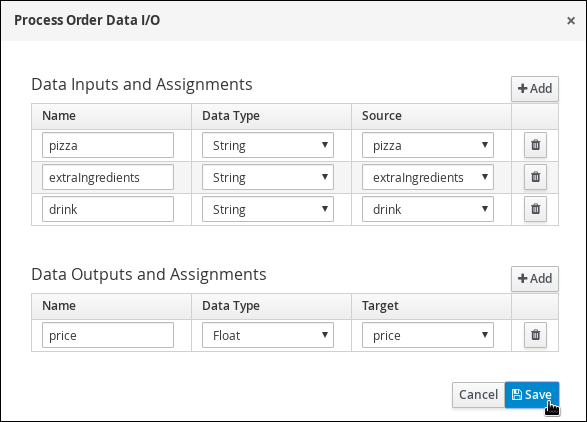 Process Order Data I/O ×
Data Inputs and Assignments
+ Add
Name Data Type Source
pizza String pizza
extraIngredients String extraIngredients
drink String drink
Data Outputs and Assignments
+ Add
Name Data Type Target
price Float price
Cancel Save